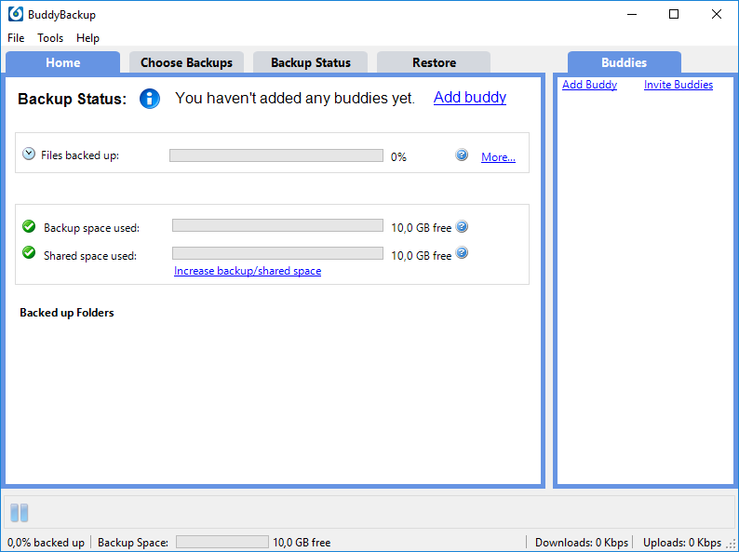 BuddyBackup
File Tools Help
Home Choose Backups Backup Status Restore Buddies
Backup Status: You haven't added any buddies yet. Add buddy
Add Buddy Invite Buddies
Files backed up: 0% More...
Backup space used: 10,0 GB free
Shared space used: 10,0 GB free
Increase backup/shared space
Backed up Folders
0,0% backed up Backup Space: 10,0 GB free Downloads: 0 Kbps Uploads: 0 Kbps